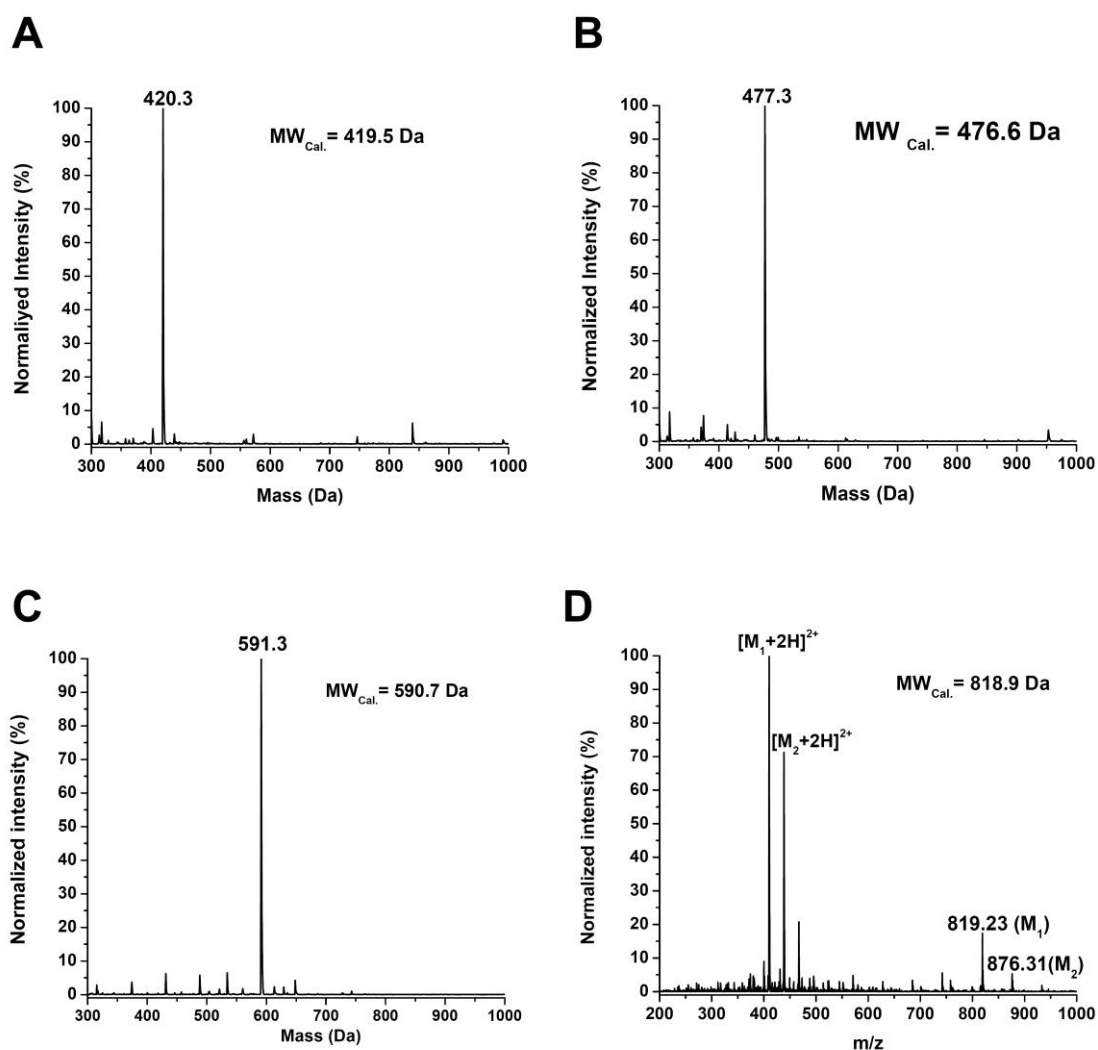 A
420.3
MW Cal. = 419.5 Da
Normaliyed Intensity (%)
100
90
80
70
60
50
40
30
20
10
0
300 400 500 600 700 800 900 1000
Mass (Da)
B
477.3
MW Cal. = 476.6 Da
Normalized Intensity (%)
100
90
80
70
60
50
40
30
20
10
0
300 400 500 600 700 800 900 1000
Mass (Da)
C
591.3
MW Cal. = 590.7 Da
Normalized intensity (%)
100
90
80
70
60
50
40
30
20
10
0
300 400 500 600 700 800 900 1000
Mass (Da)
D
[M1+2H]2+
MW Cal. = 818.9 Da
[M2+2H]2+
819.23 (M1)
876.31(M2)
Normalized intensity (%)
100
90
80
70
60
50
40
30
20
10
0
200 300 400 500 600 700 800 900 1000
m/z